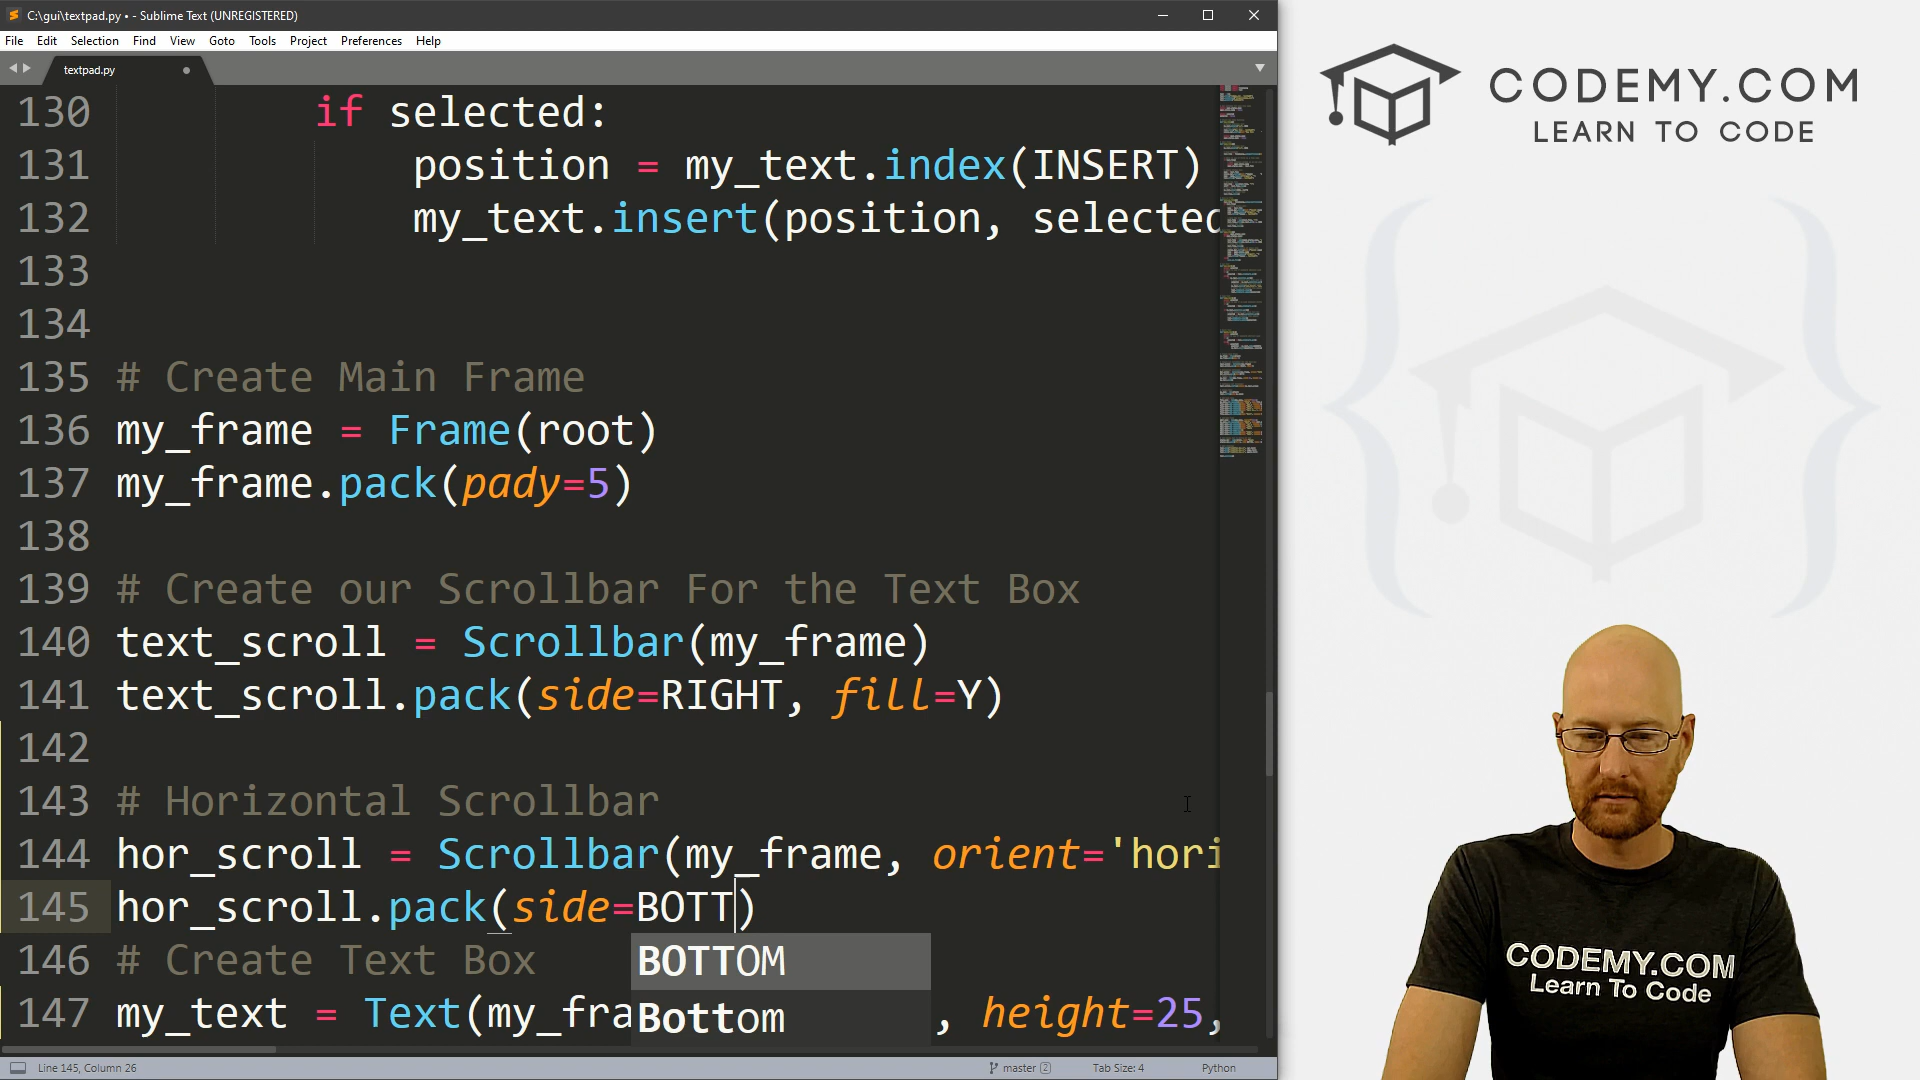 C:\gui\textpad.py • - Sublime Text (UNREGISTERED)
File Edit Selection Find View Goto Tools Project Preferences Help
textpad.py
130 if selected:
131 position = my_text.index(INSERT)
132 my_text.insert(position, selected
133
134
135 # Create Main Frame
136 my_frame = Frame(root)
137 my_frame.pack(pady=5)
138
139 # Create our Scrollbar For the Text Box
140 text_scroll = Scrollbar(my_frame)
141 text_scroll.pack(side=RIGHT, fill=Y)
142
143 # Horizontal Scrollbar
144 hor_scroll = Scrollbar(my_frame, orient='hori
145 hor_scroll.pack(side=BOTT)
146 # Create Text Box
BOTTOM
147 my_text = Text(my_fra , height=25,
Bottom
Line 145, Column 26
master 2
Tab Size: 4
Python
CODEMY.COM
LEARN TO CODE
CODEMY.COM
Learn To Code